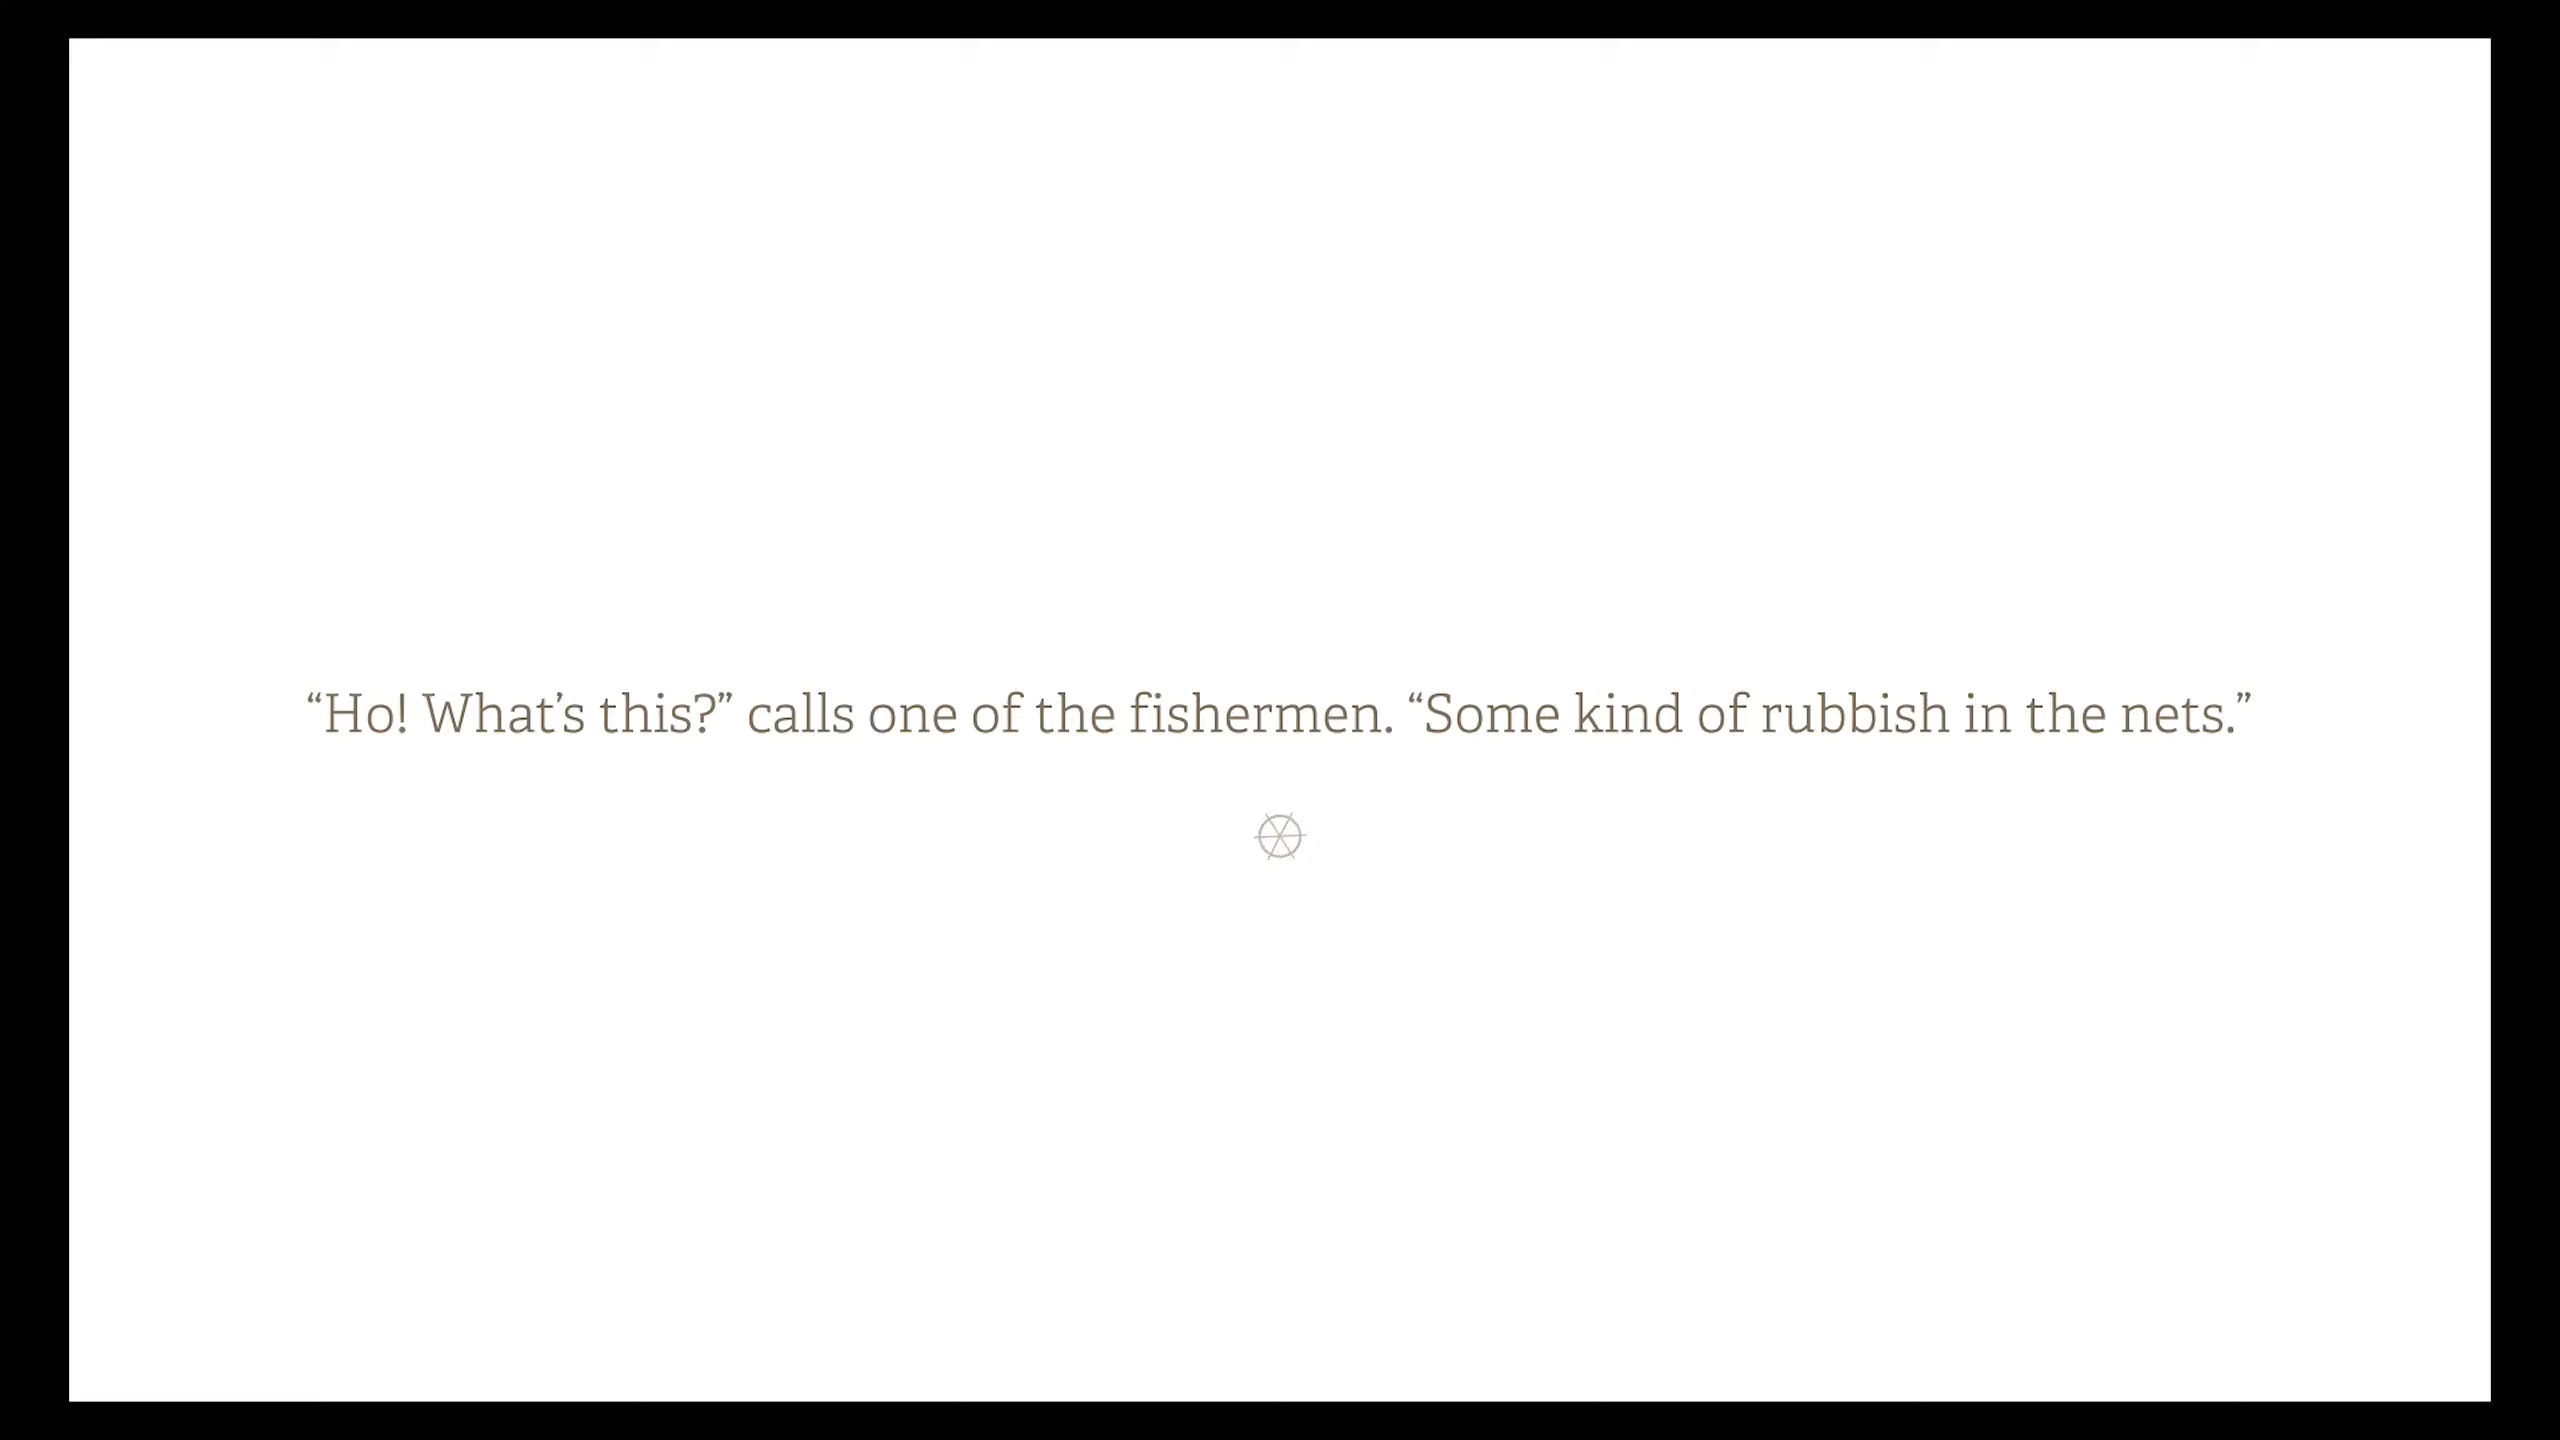 “Ho! What’s this?” calls one of the fishermen. “Some kind of rubbish in the nets.”